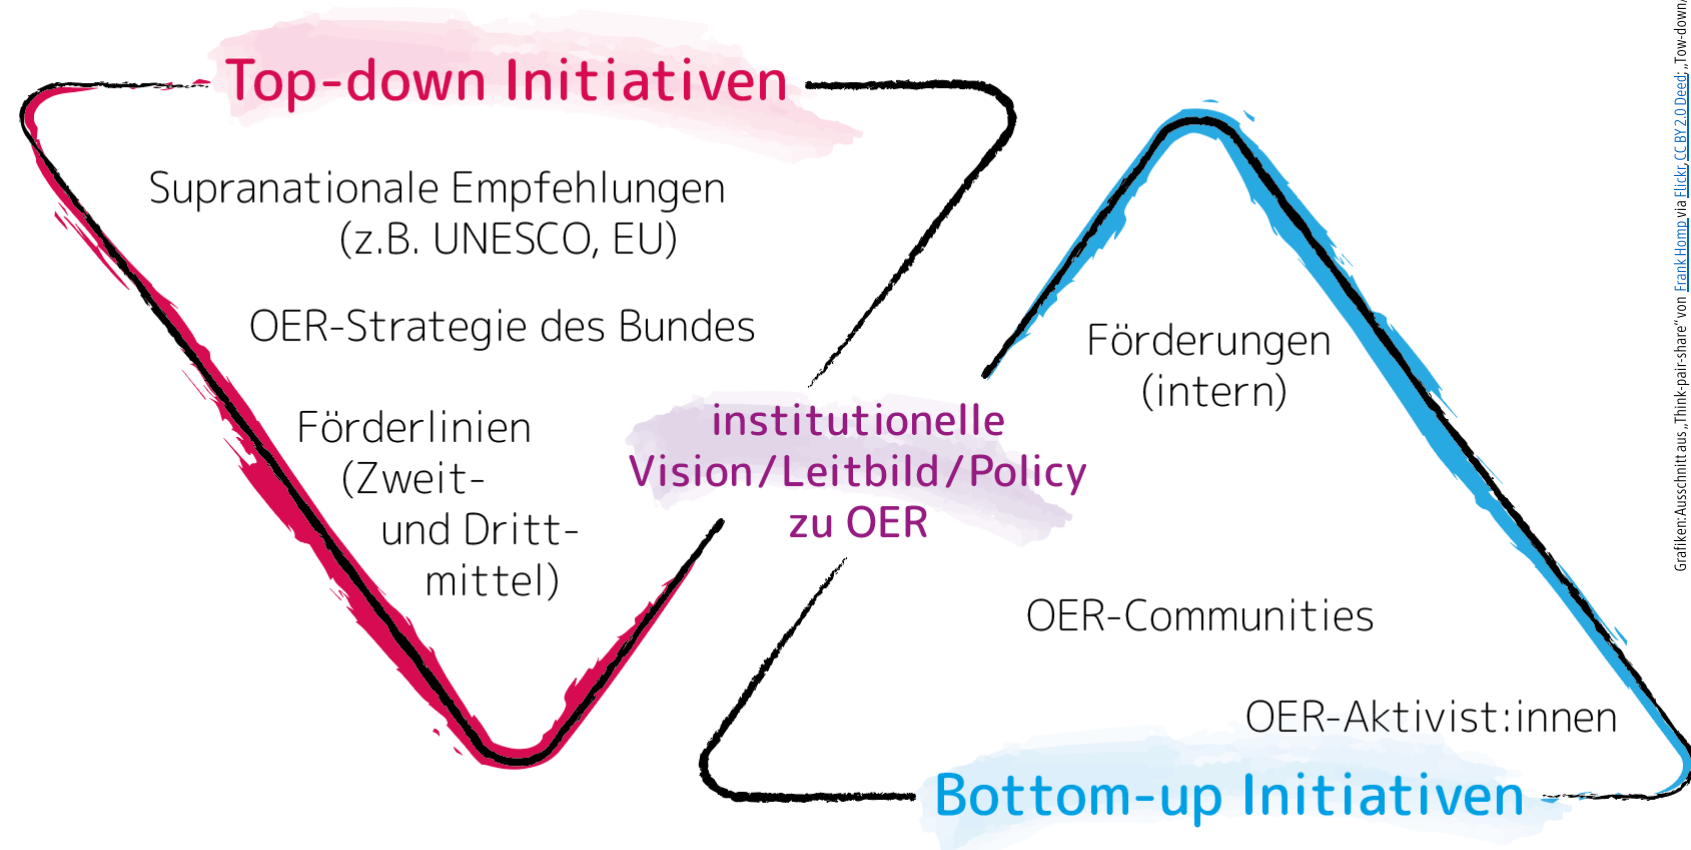 Top-down Initiativen
Supranationale Empfehlungen
(z.B. UNESCO, EU)
OER-Strategie des Bundes
Förderlinien
(Zweit-
und Dritt-
mittel)
institutionelle
Vision/Leitbild/Policy
zu OER
Förderungen
(intern)
OER-Communities
OER-Aktivist:innen
Bottom-up Initiativen
Grafiken: Ausschnitt aus „Think-pair-share“ von Frank Homp via Flickr, CC BY 2.0 Deed; „Tow-down/